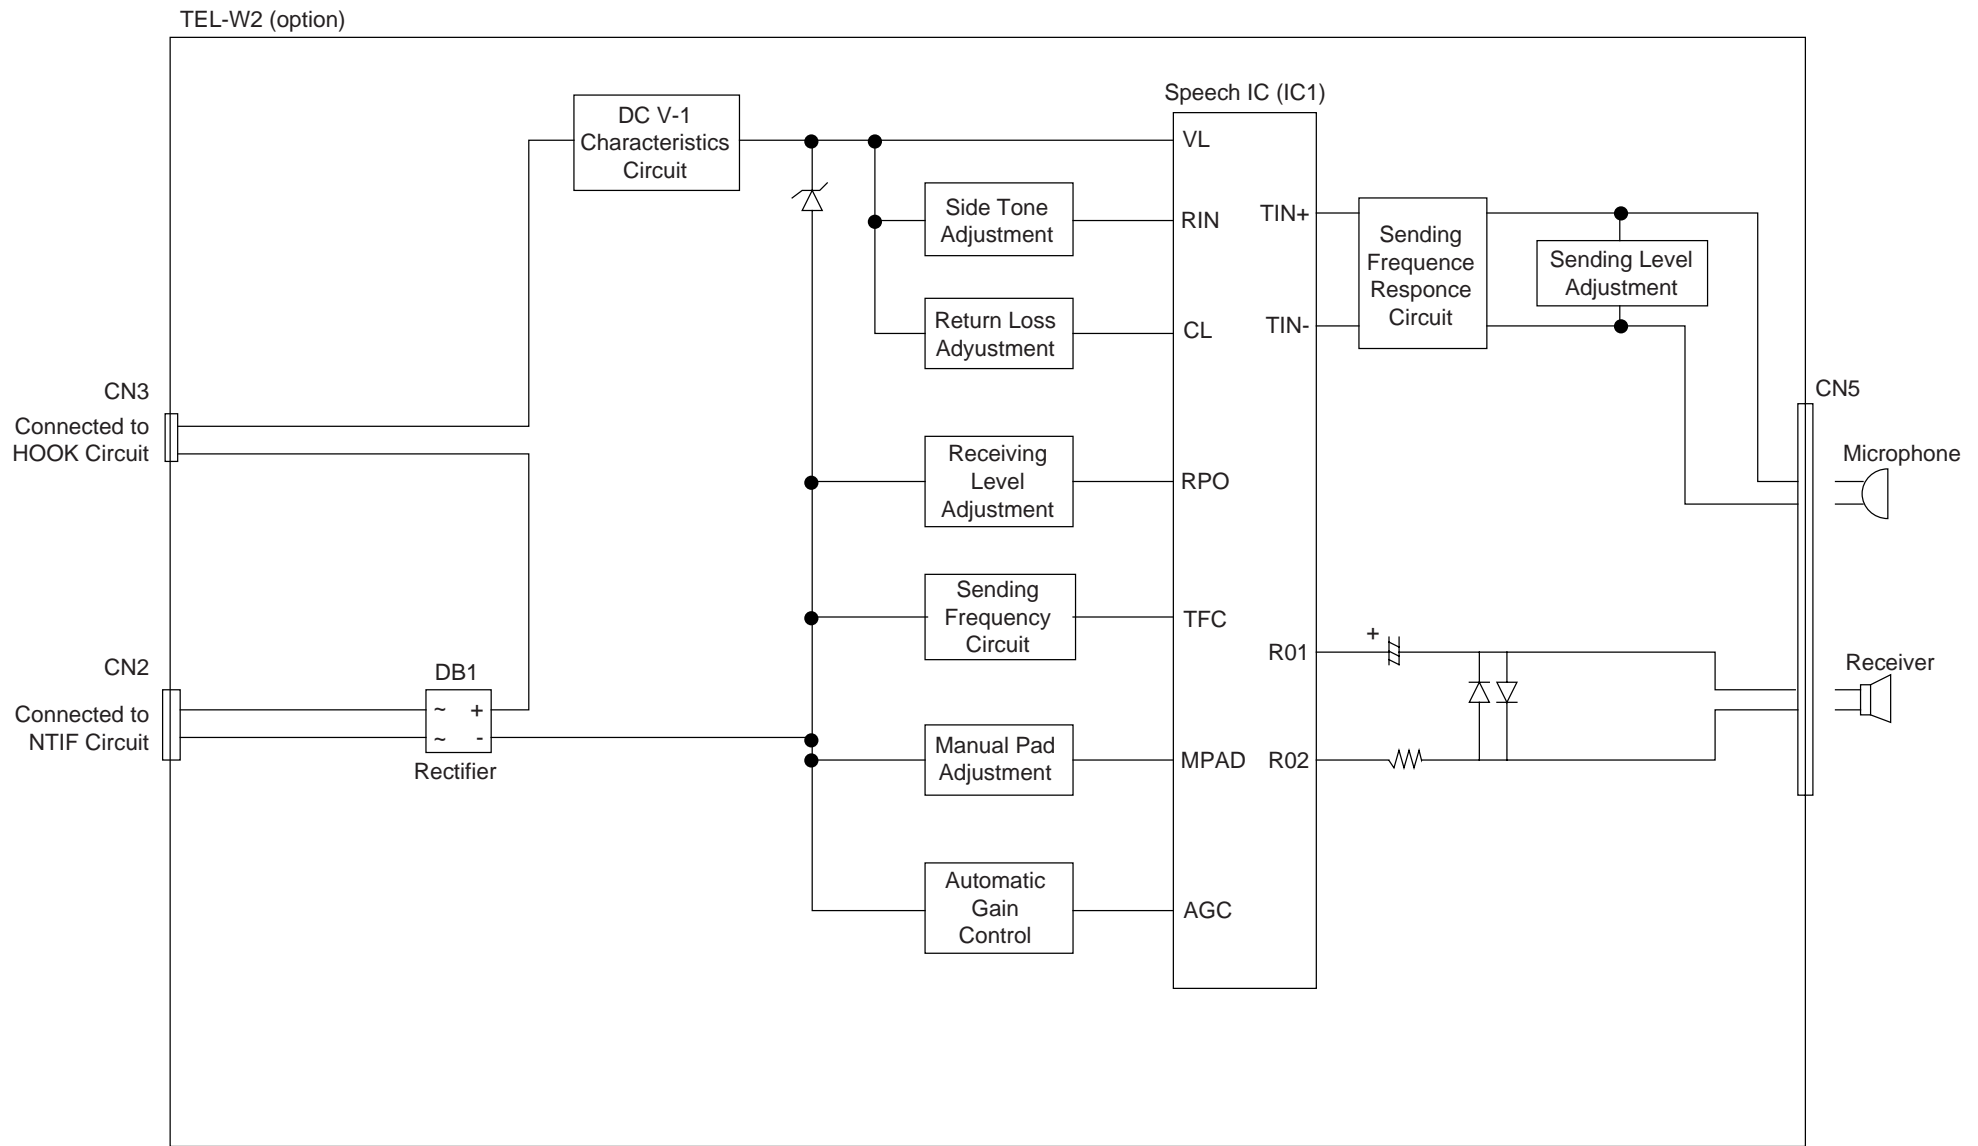 TEL-W2 (option)
DC V-1
Characteristics
Circuit
Speech IC (IC1)
VL
Side Tone
Adjustment
RIN
TIN+
Sending
Frequence
Responce
Circuit
Sending Level
Adjustment
Return Loss
Adyustment
CL
TIN-
CN3
Connected to
HOOK Circuit
CN5
Microphone
Receiving
Level
Adjustment
RPO
Sending
Frequency
Circuit
TFC
R01
+
Receiver
CN2
Connected to
NTIF Circuit
DB1
~ +
~ -
Rectifier
Manual Pad
Adjustment
MPAD
R02
Automatic
Gain
Control
AGC